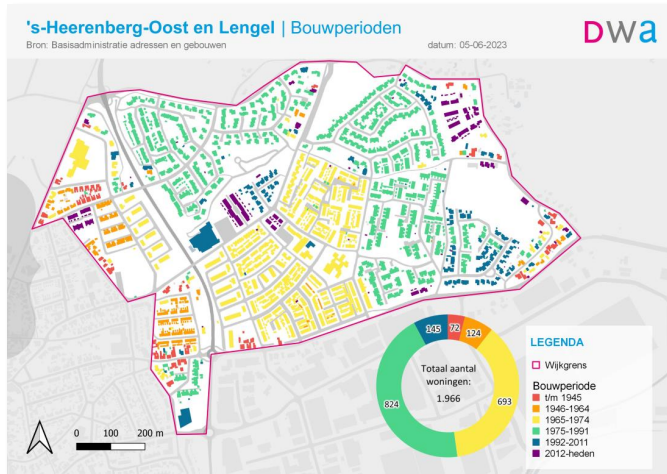 's-Heerenberg-Oost en Lengel | Bouwperioden
Bron: Basisadministratie adressen en gebouwen
datum: 05-06-2023
DWa
145
72
124
Totaal aantal
woningen:
1.966
824
693
LEGENDA
Wijkgrens
Bouwperiode
t/m 1945
1946-1964
1965-1974
1975-1991
1992-2011
2012-heden
0 100 200 m